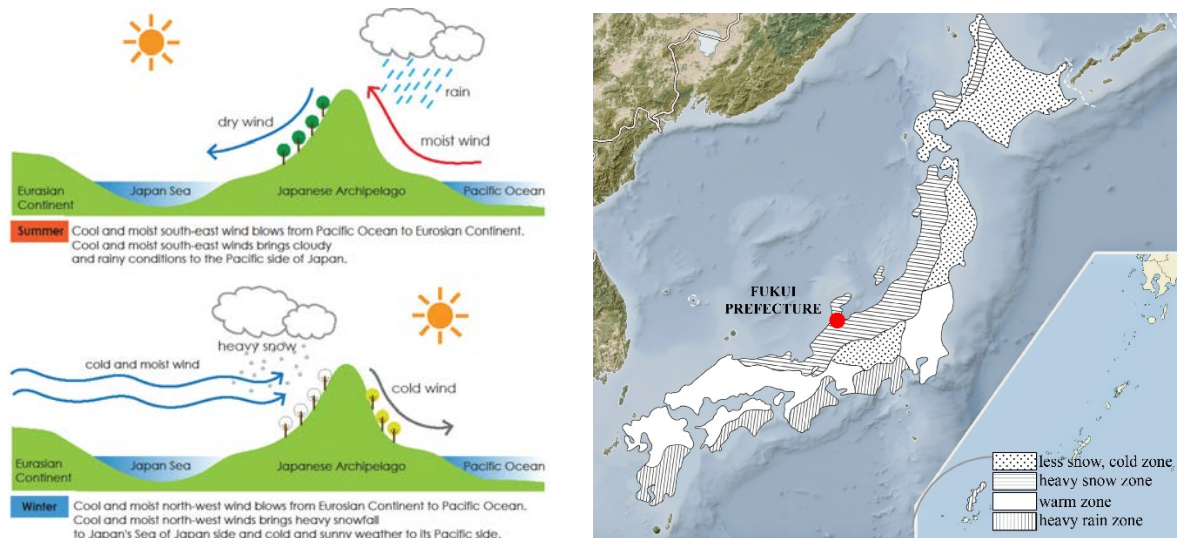 rain
dry wind
moist wind
Eurasian
Continent
Japan Sea
Japanese Archipelago
Pacific Ocean
Summer Cool and moist south-east wind blows from Pacific Ocean to Eurosian Continent.
Cool and moist south-east winds brings cloudy
and rainy conditions to the Pacific side of Japan.
heavy snow
cold and moist wind
cold wind
Eurasian
Continent
Japan Sea
Japanese Archipelago
Pacific Ocean
Winter Cool and moist north-west wind blows from Eurosian Continent to Pacific Ocean.
Cool and moist north-west winds brings heavy snowfall
to Japan's Sea of Japan side and cold and sunny weather to its Pacific side.
FUKUI
PREFECTURE
less snow, cold zone
heavy snow zone
warm zone
heavy rain zone